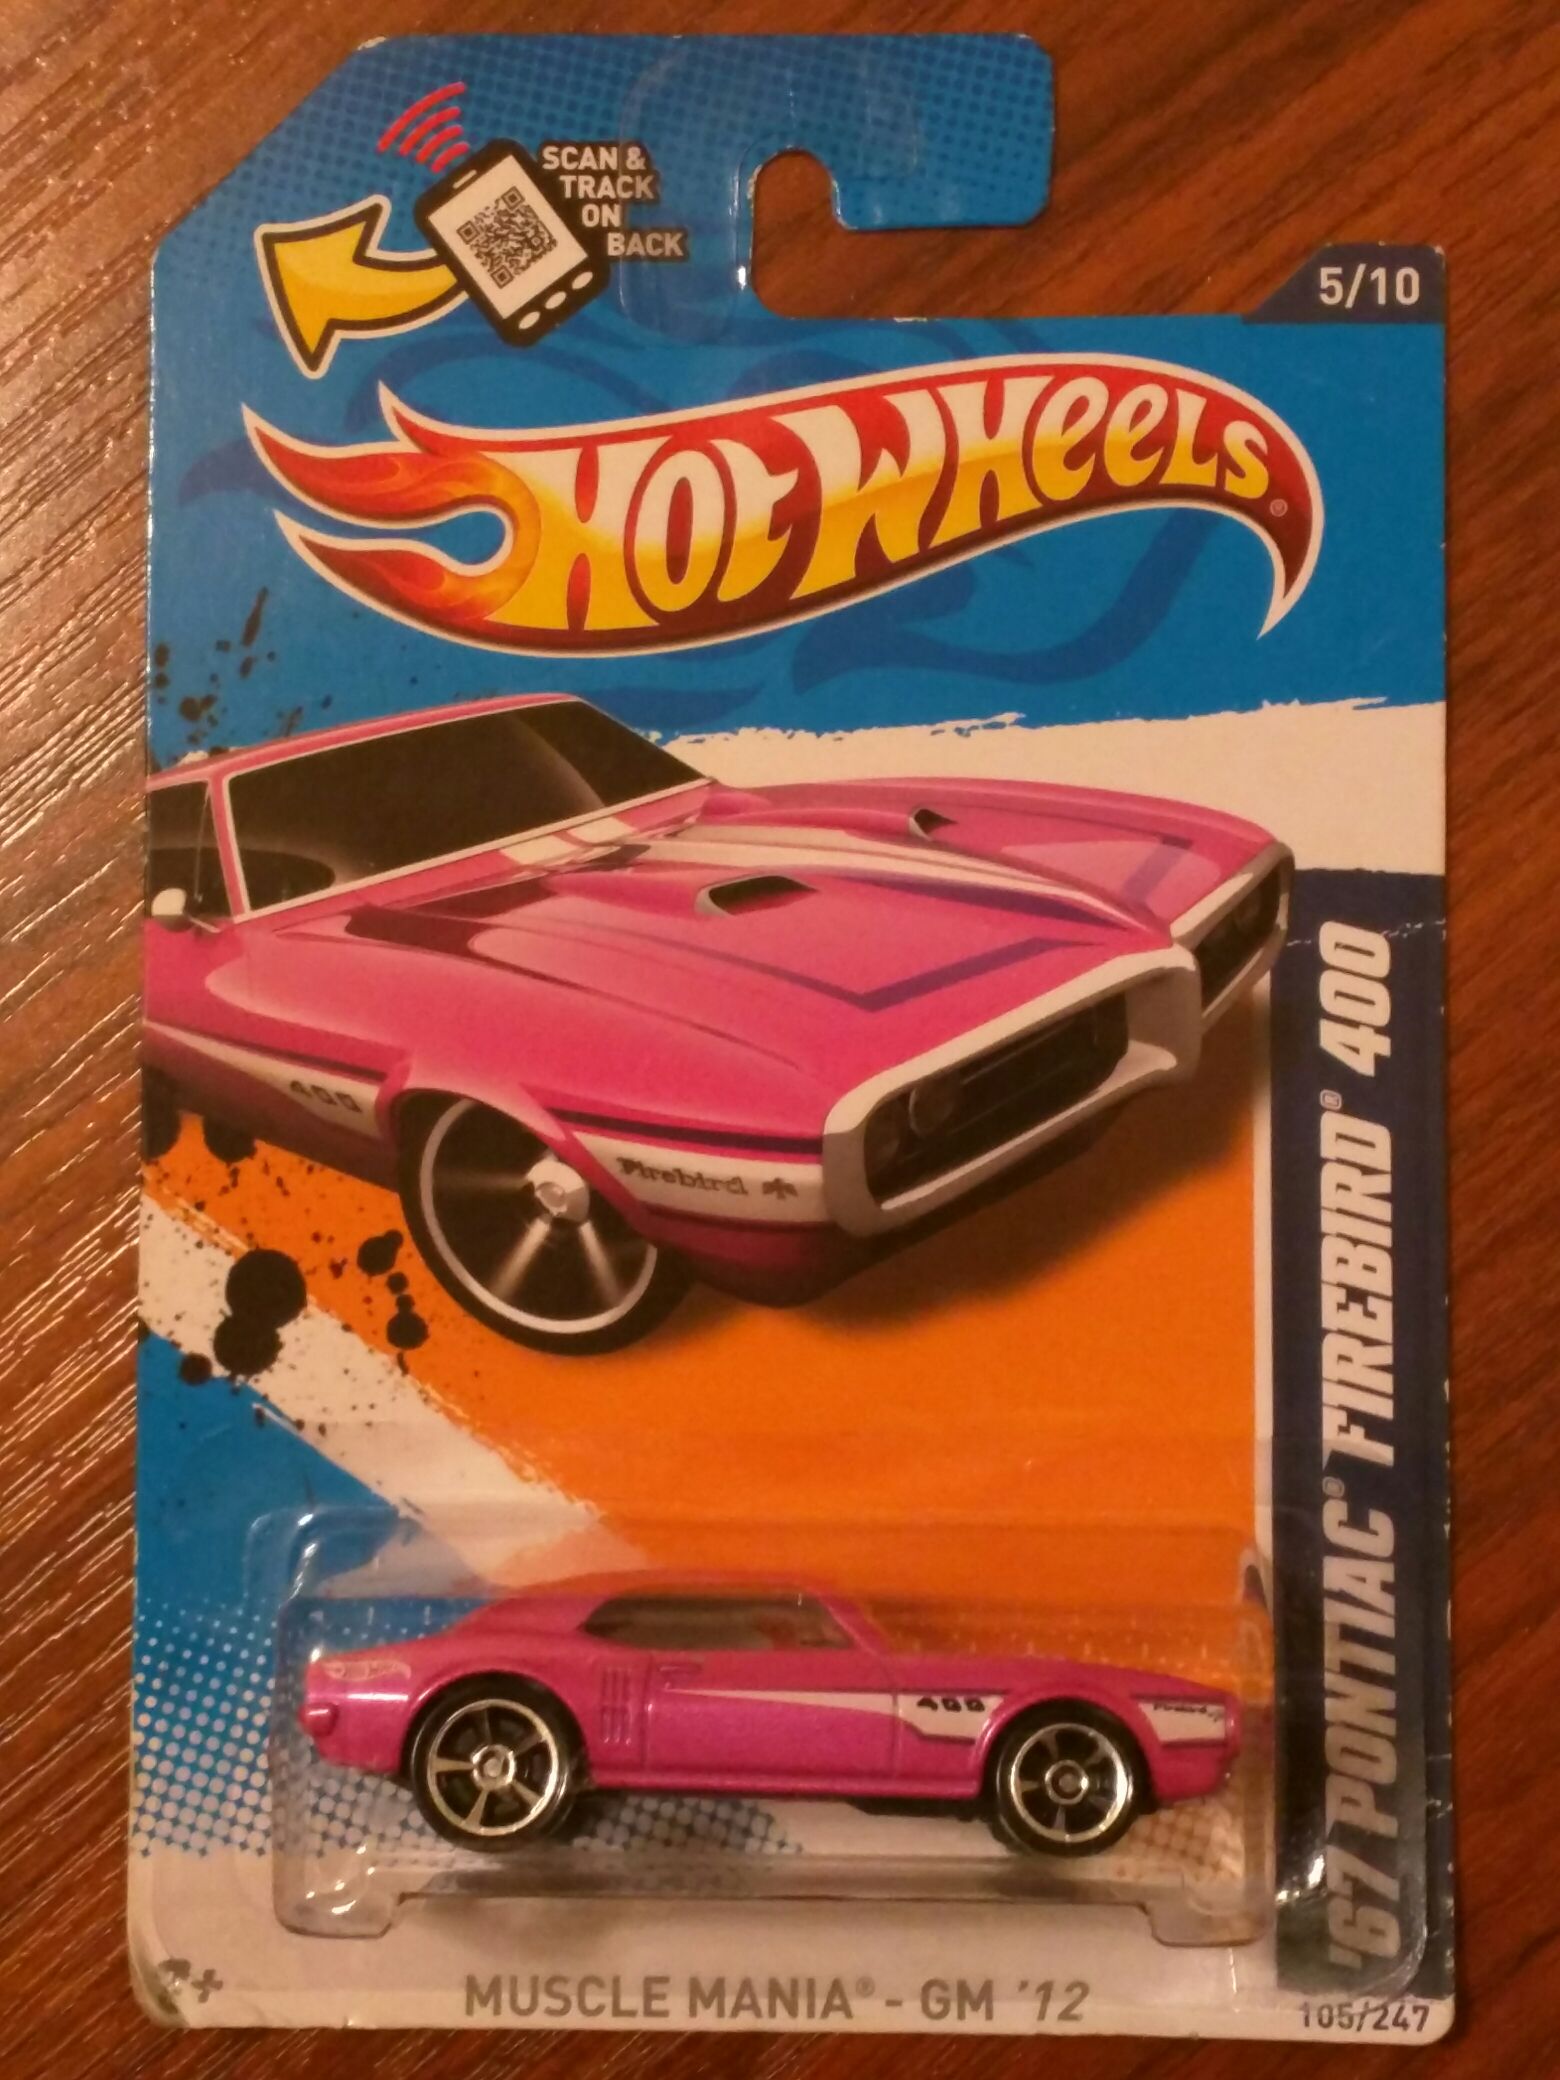 SCAN &
TRACK
ON
BACK
5/10
HOT WHEELS®
400
Firebird
'67 PONTIAC® FIREBIRD® 400
400
Firebird
MUSCLE MANIA® - GM '12
105/247